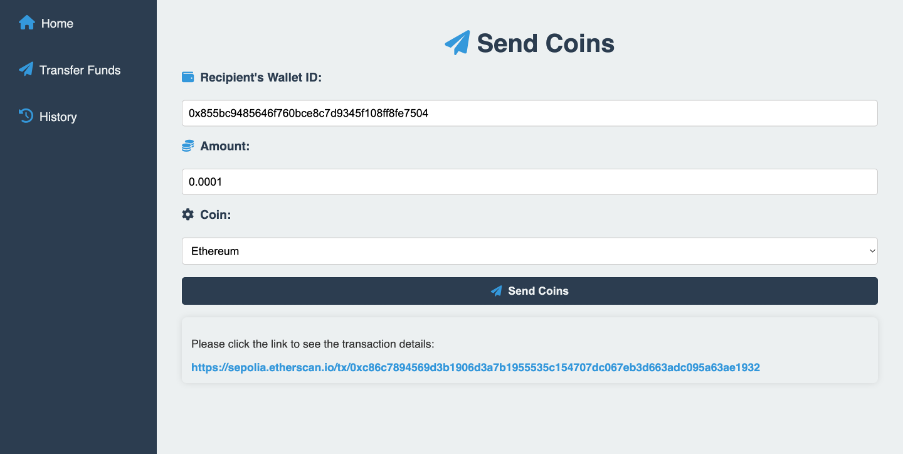 Home
Transfer Funds
History
Send Coins
Recipient's Wallet ID:
0x855bc9485646f760bce8c7d9345f108ff8fe7504
Amount:
0.0001
Coin:
Ethereum
Send Coins
Please click the link to see the transaction details:
https://sepolia.etherscan.io/tx/0xc86c7894569d3b1906d3a7b1955535c154707dc067eb3d663adc095a63ae1932